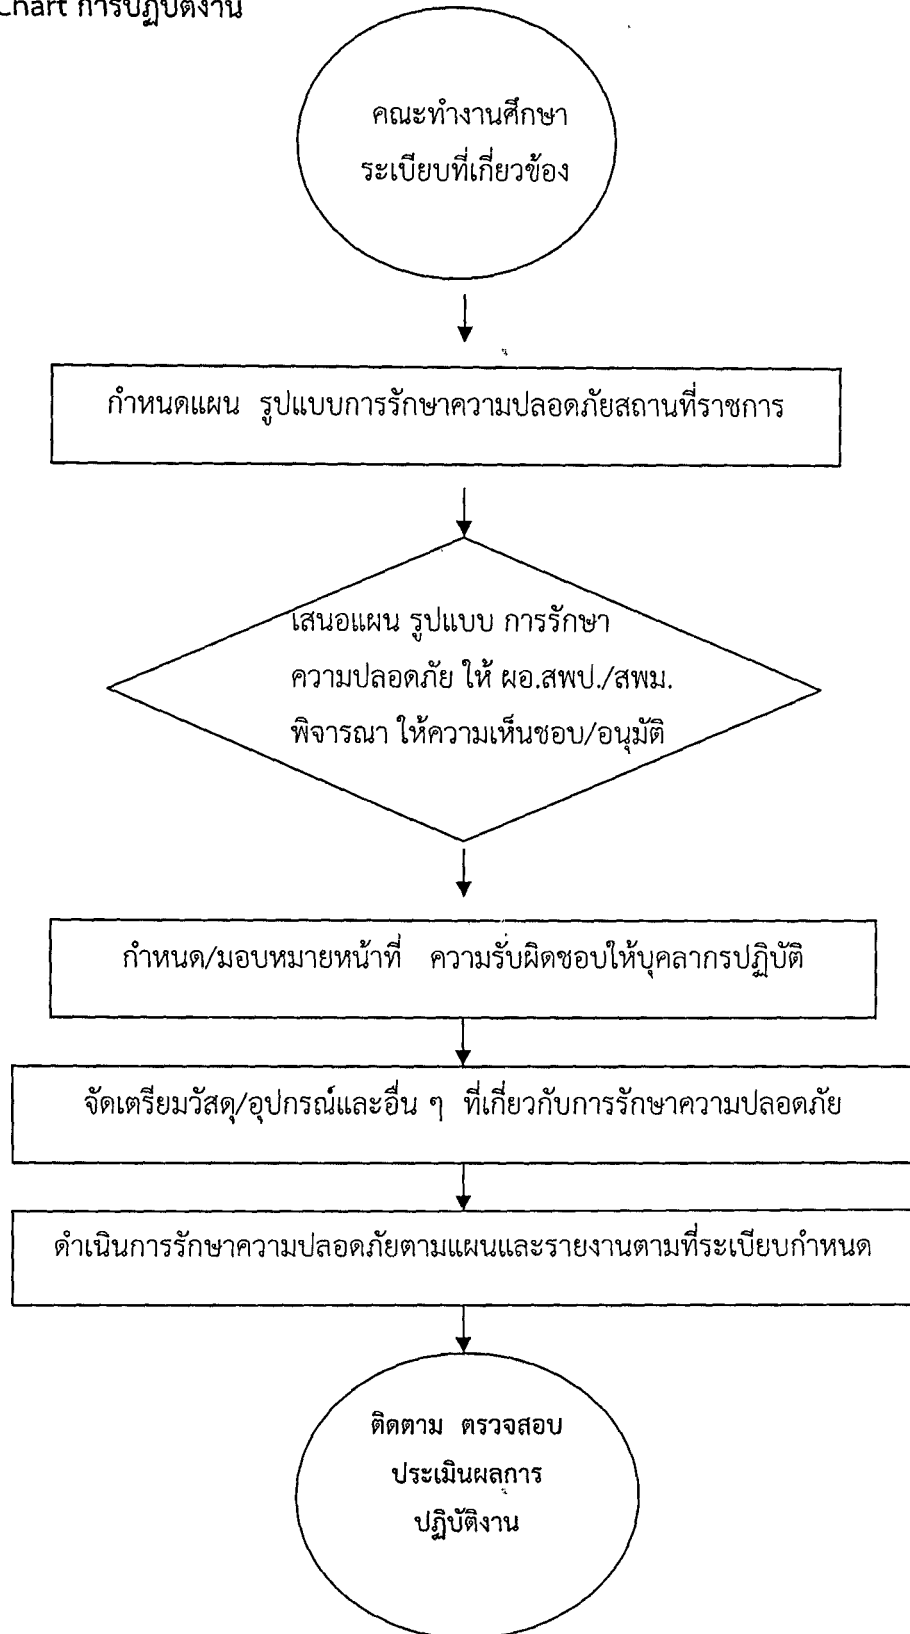 Chart การปฏิบัติงาน
คณะทำงานศึกษา
ระเบียบที่เกี่ยวข้อง
กำหนดแผน รูปแบบการรักษาความปลอดภัยสถานที่ราชการ
เสนอแผน รูปแบบ การรักษา
ความปลอดภัย ให้ ผอ.สพป./สพม.
พิจารณา ให้ความเห็นชอบ/อนุมัติ
กำหนด/มอบหมายหน้าที่ ความรับผิดชอบให้บุคลากรปฏิบัติ
จัดเตรียมวัสดุ/อุปกรณ์และอื่น ๆ ที่เกี่ยวกับการรักษาความปลอดภัย
ดำเนินการรักษาความปลอดภัยตามแผนและรายงานตามที่ระเบียบกำหนด
ติดตาม ตรวจสอบ
ประเมินผลการ
ปฏิบัติงาน